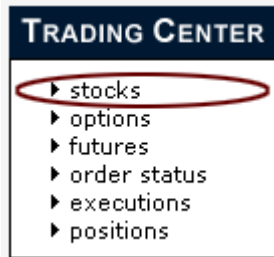 TRADING CENTER
stocks
options
futures
order status
executions
positions